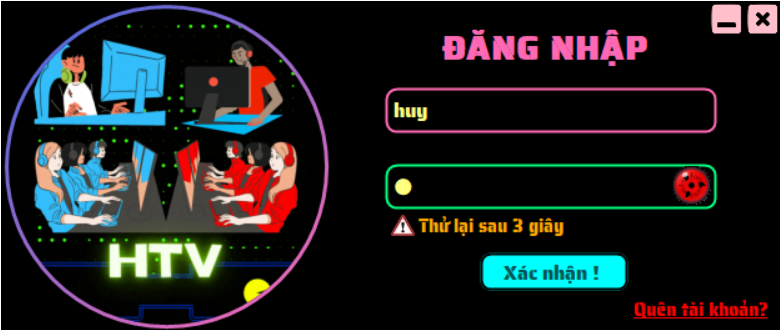 ĐĂNG NHẬP
huy
Thử lại sau 3 giây
Xác nhận !
Quên tài khoản?
HTV